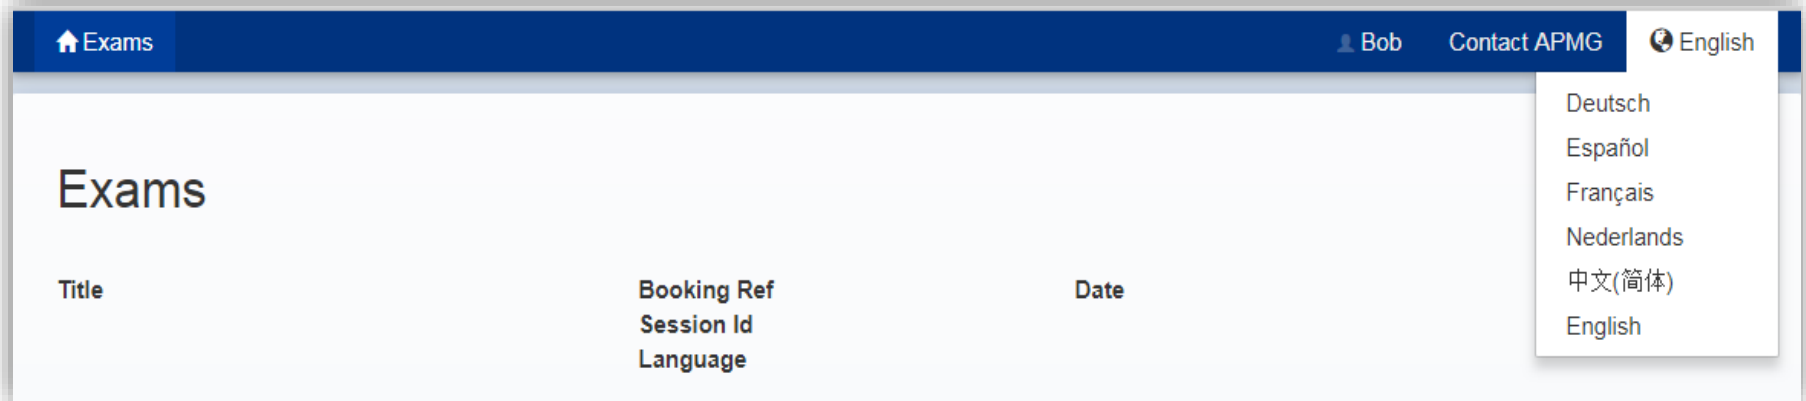 Exams
Bob
Contact APMG
English
Deutsch
Español
Français
Nederlands
中文(简体)
English
Exams
Title
Booking Ref
Session Id
Language
Date